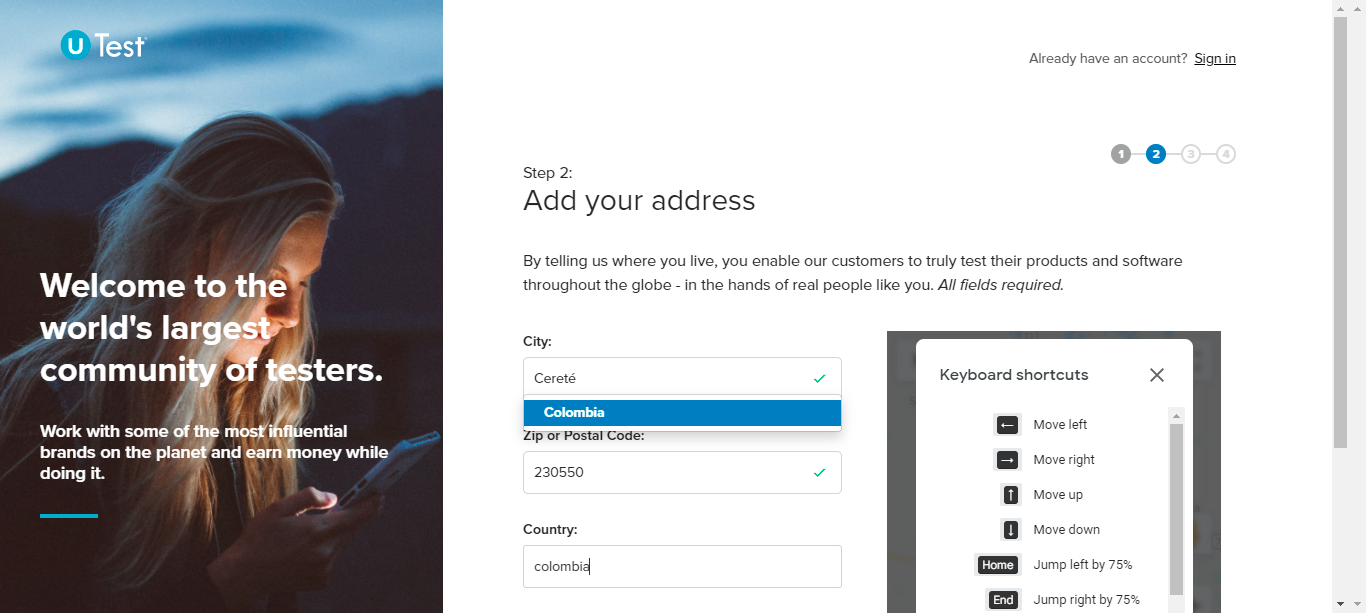 uTest
Already have an account? Sign in
1 2 3 4
Step 2:
Add your address
By telling us where you live, you enable our customers to truly test their products and software
throughout the globe - in the hands of real people like you. All fields required.
Welcome to the
world's largest
community of testers.
Work with some of the most influential
brands on the planet and earn money while
doing it.
City:
Cereté
Colombia
Zip or Postal Code:
230550
Country:
colombia
Keyboard shortcuts
← Move left
→ Move right
↑ Move up
↓ Move down
Home Jump left by 75%
End Jump right by 75%